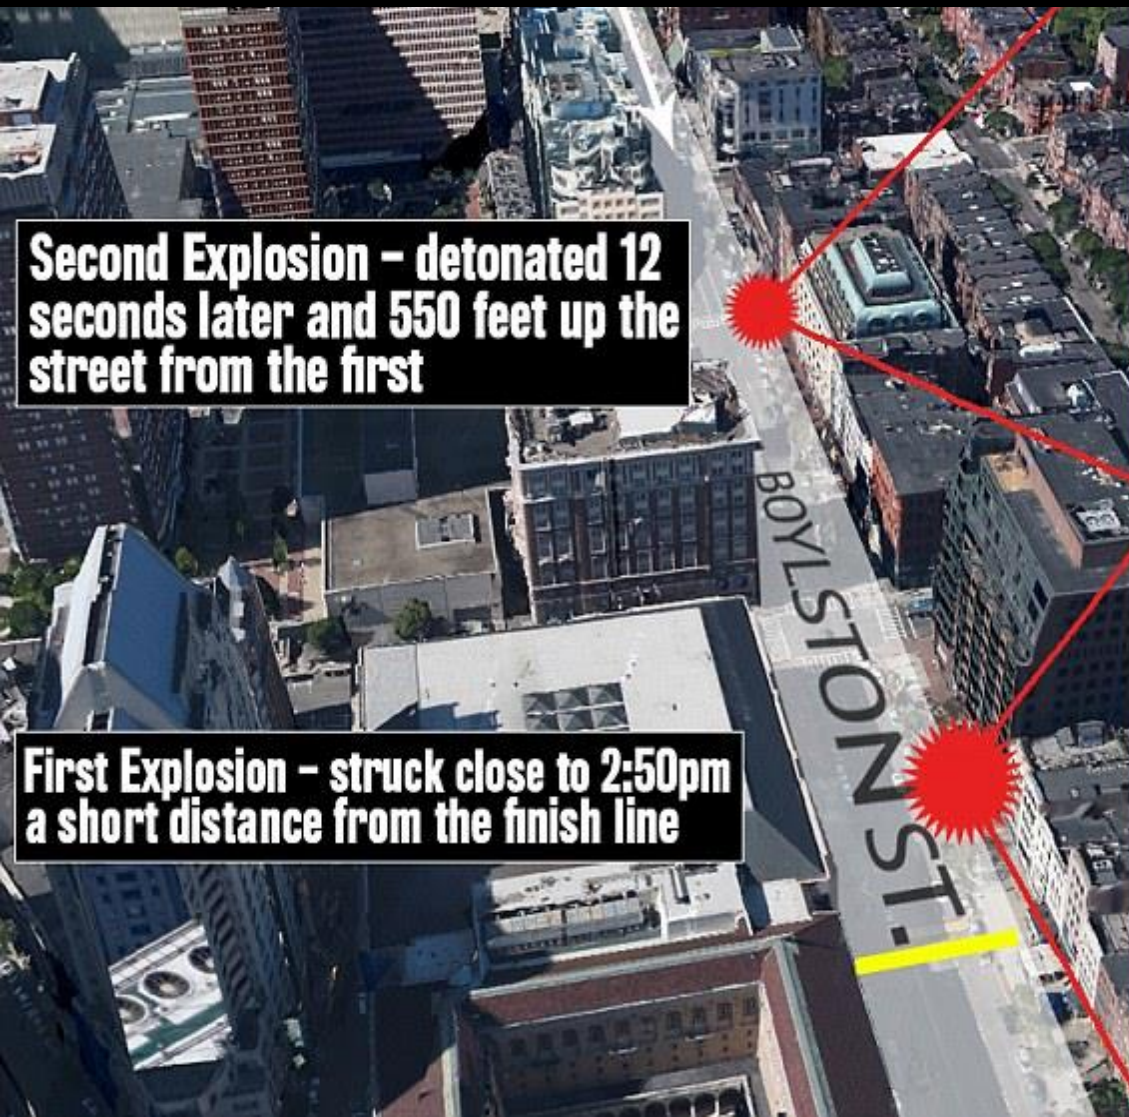 Second Explosion – detonated 12
seconds later and 550 feet up the
street from the first
BOYLSTON ST.
First Explosion – struck close to 2:50pm
a short distance from the finish line